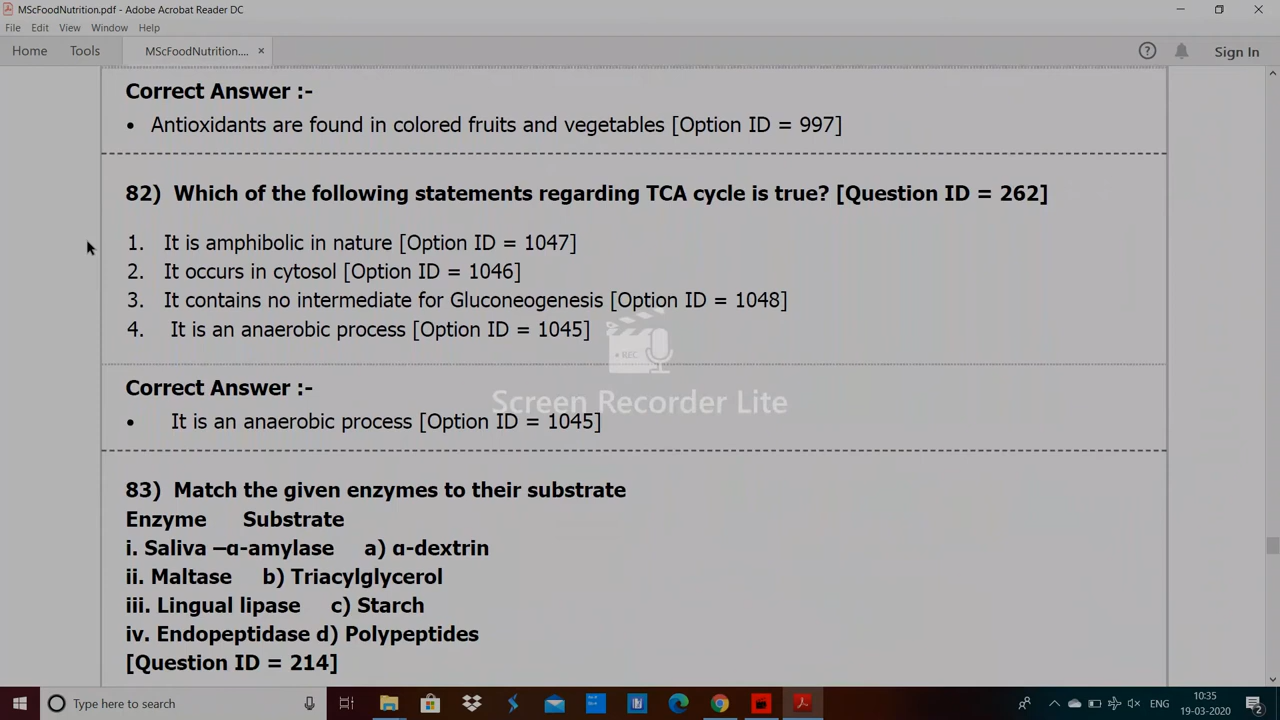 MScFoodNutrition.pdf - Adobe Acrobat Reader DC
File Edit View Window Help
Home Tools MScFoodNutrition.... × Sign In
Correct Answer :-
• Antioxidants are found in colored fruits and vegetables [Option ID = 997]
82) Which of the following statements regarding TCA cycle is true? [Question ID = 262]
1. It is amphibolic in nature [Option ID = 1047]
2. It occurs in cytosol [Option ID = 1046]
3. It contains no intermediate for Gluconeogenesis [Option ID = 1048]
4. It is an anaerobic process [Option ID = 1045]
• REC
Correct Answer :-
Screen Recorder Lite
• It is an anaerobic process [Option ID = 1045]
83) Match the given enzymes to their substrate
Enzyme Substrate
i. Saliva –α-amylase a) α-dextrin
ii. Maltase b) Triacylglycerol
iii. Lingual lipase c) Starch
iv. Endopeptidase d) Polypeptides
[Question ID = 214]
Type here to search
ENG
10:35
19-03-2020
2